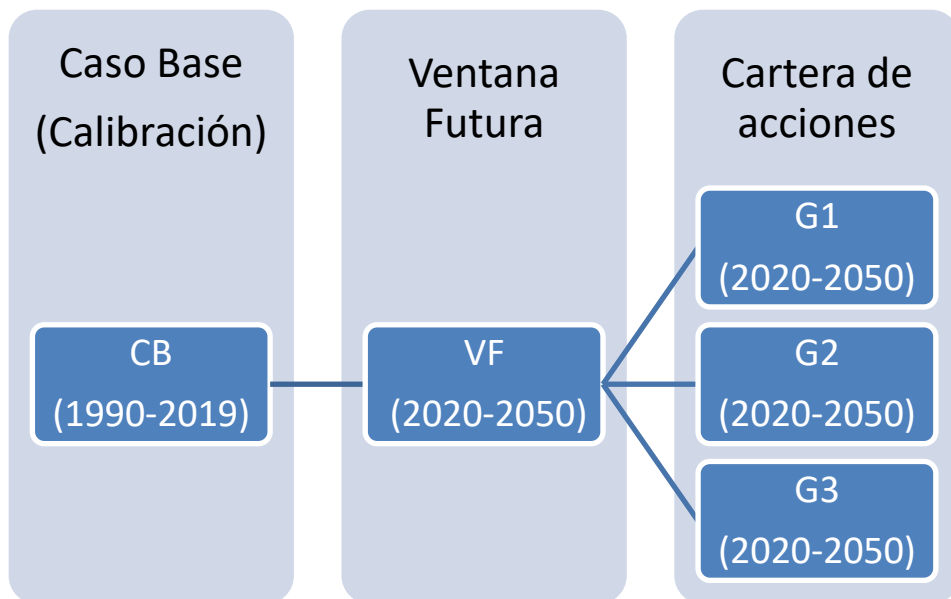 Caso Base
(Calibración)
CB
(1990-2019)
Ventana
Futura
VF
(2020-2050)
Cartera de
acciones
G1
(2020-2050)
G2
(2020-2050)
G3
(2020-2050)